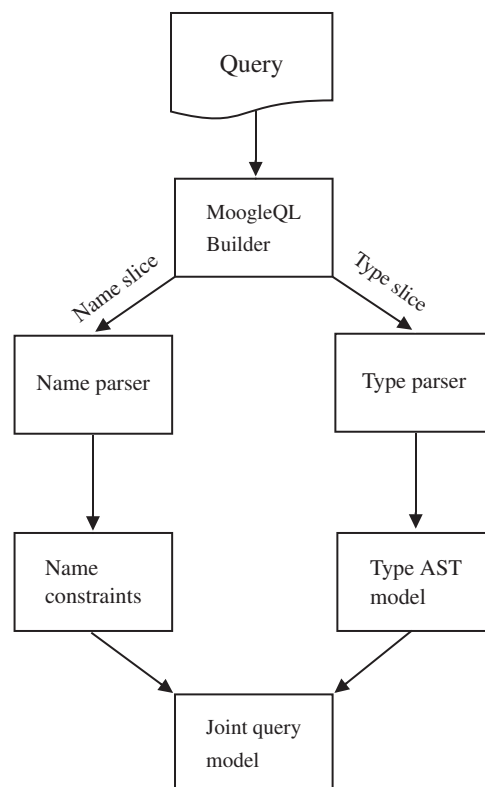 Query
MoogleQL
Builder
Name slice
Type slice
Name parser
Type parser
Name
constraints
Type AST
model
Joint query
model